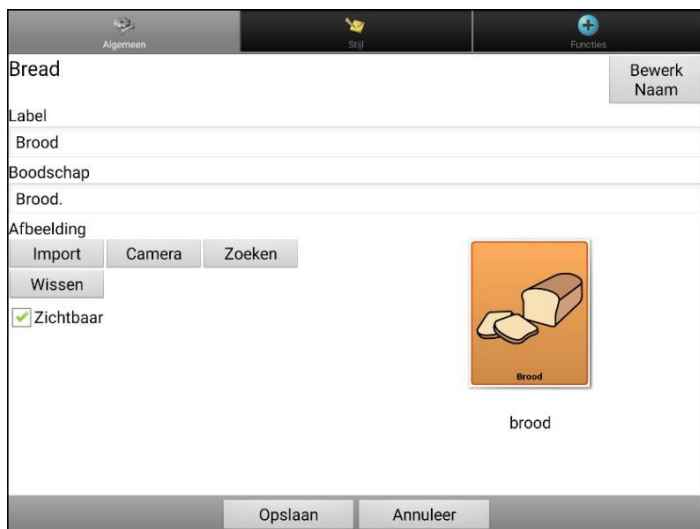 Algemeen Stijl Functies
Bread
Bewerk
Naam
Label
Brood
Boodschap
Brood.
Afbeelding
Import Camera Zoeken
Wissen
Zichtbaar
Brood
brood
Opslaan Annuleer